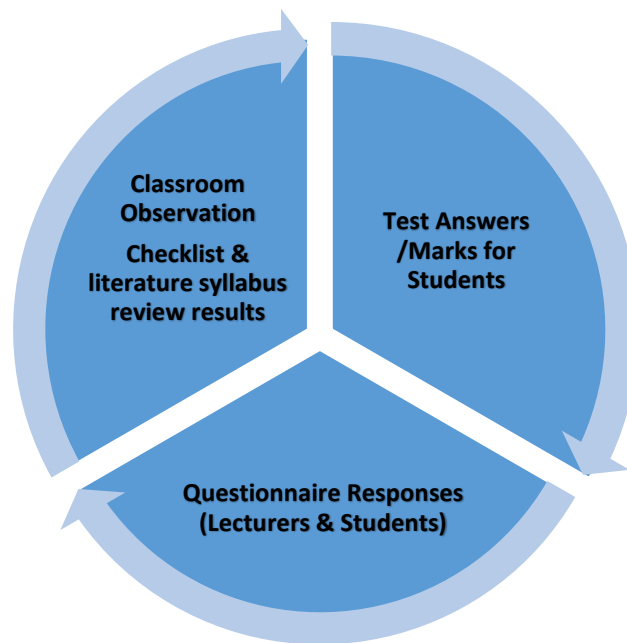 Classroom
Observation
Checklist &
literature syllabus
review results
Test Answers
/Marks for
Students
Questionnaire Responses
(Lecturers & Students)